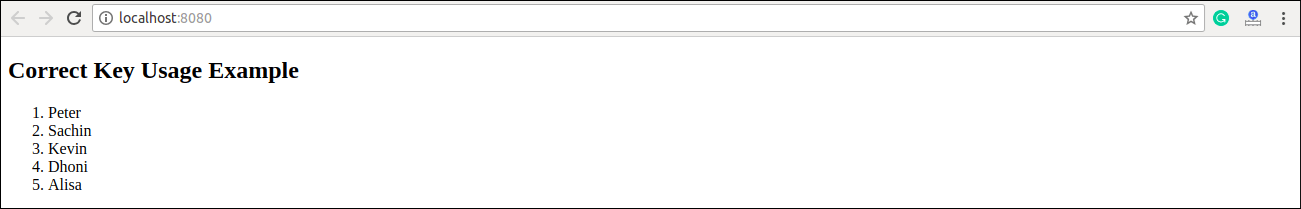 localhost:8080
Correct Key Usage Example
1. Peter
2. Sachin
3. Kevin
4. Dhoni
5. Alisa